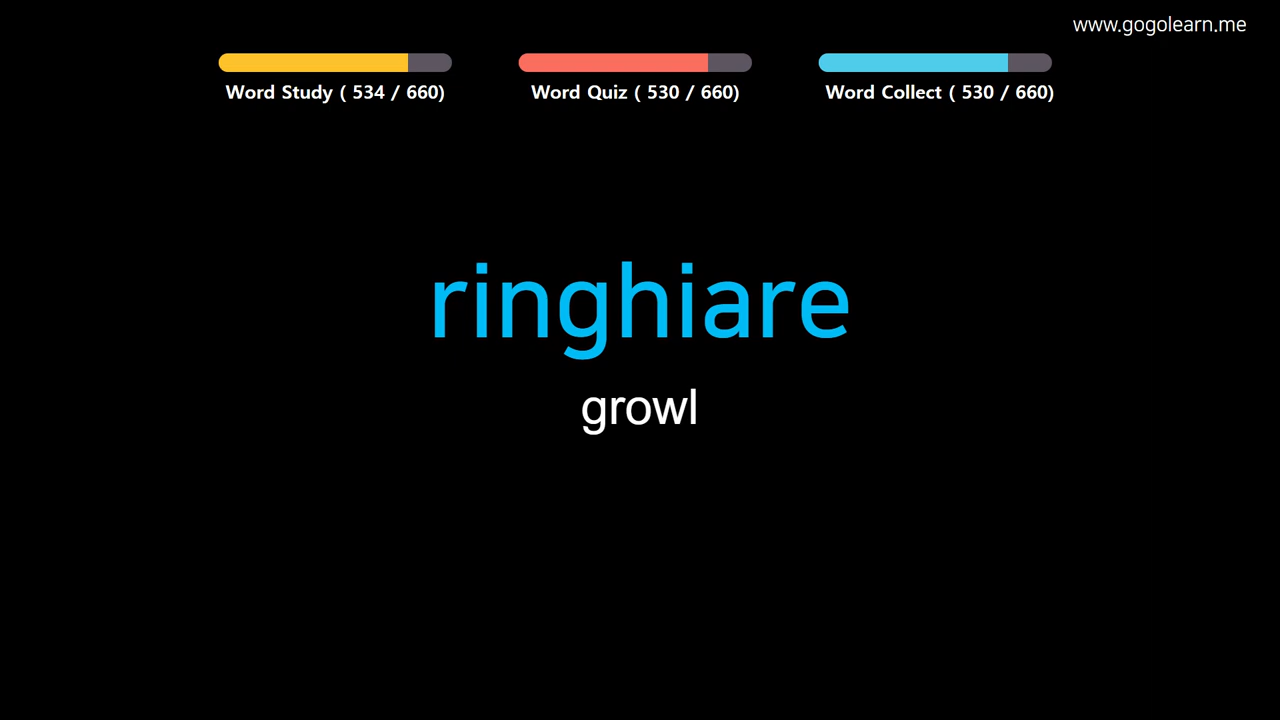 www.gogolearn.me
Word Study ( 534 / 660)
Word Quiz ( 530 / 660)
Word Collect ( 530 / 660)
ringhiare
growl